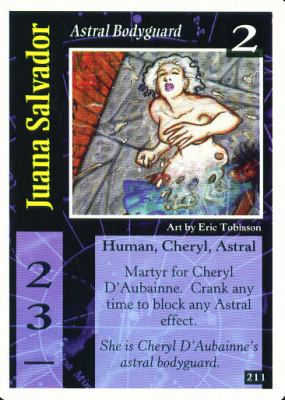 Juana Salvador
Astral Bodyguard
2
Art by Eric Tobiason
Human, Cheryl, Astral
2
3
Martyr for Cheryl
D'Aubainne. Crank any
time to block any Astral
effect.
She is Cheryl D'Aubainne's
astral bodyguard.
211